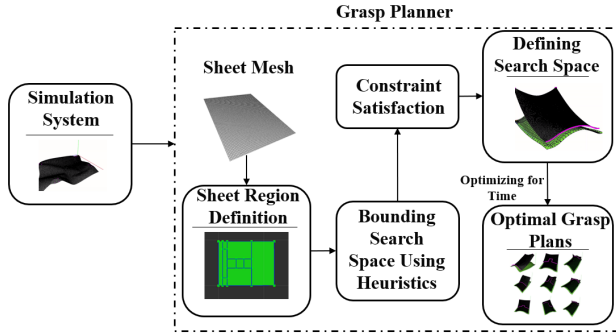 Grasp Planner
Simulation
System
Sheet Mesh
Sheet Region
Definition
Bounding
Search
Space Using
Heuristics
Constraint
Satisfaction
Defining
Search Space
Optimizing for
Time
Optimal Grasp
Plans